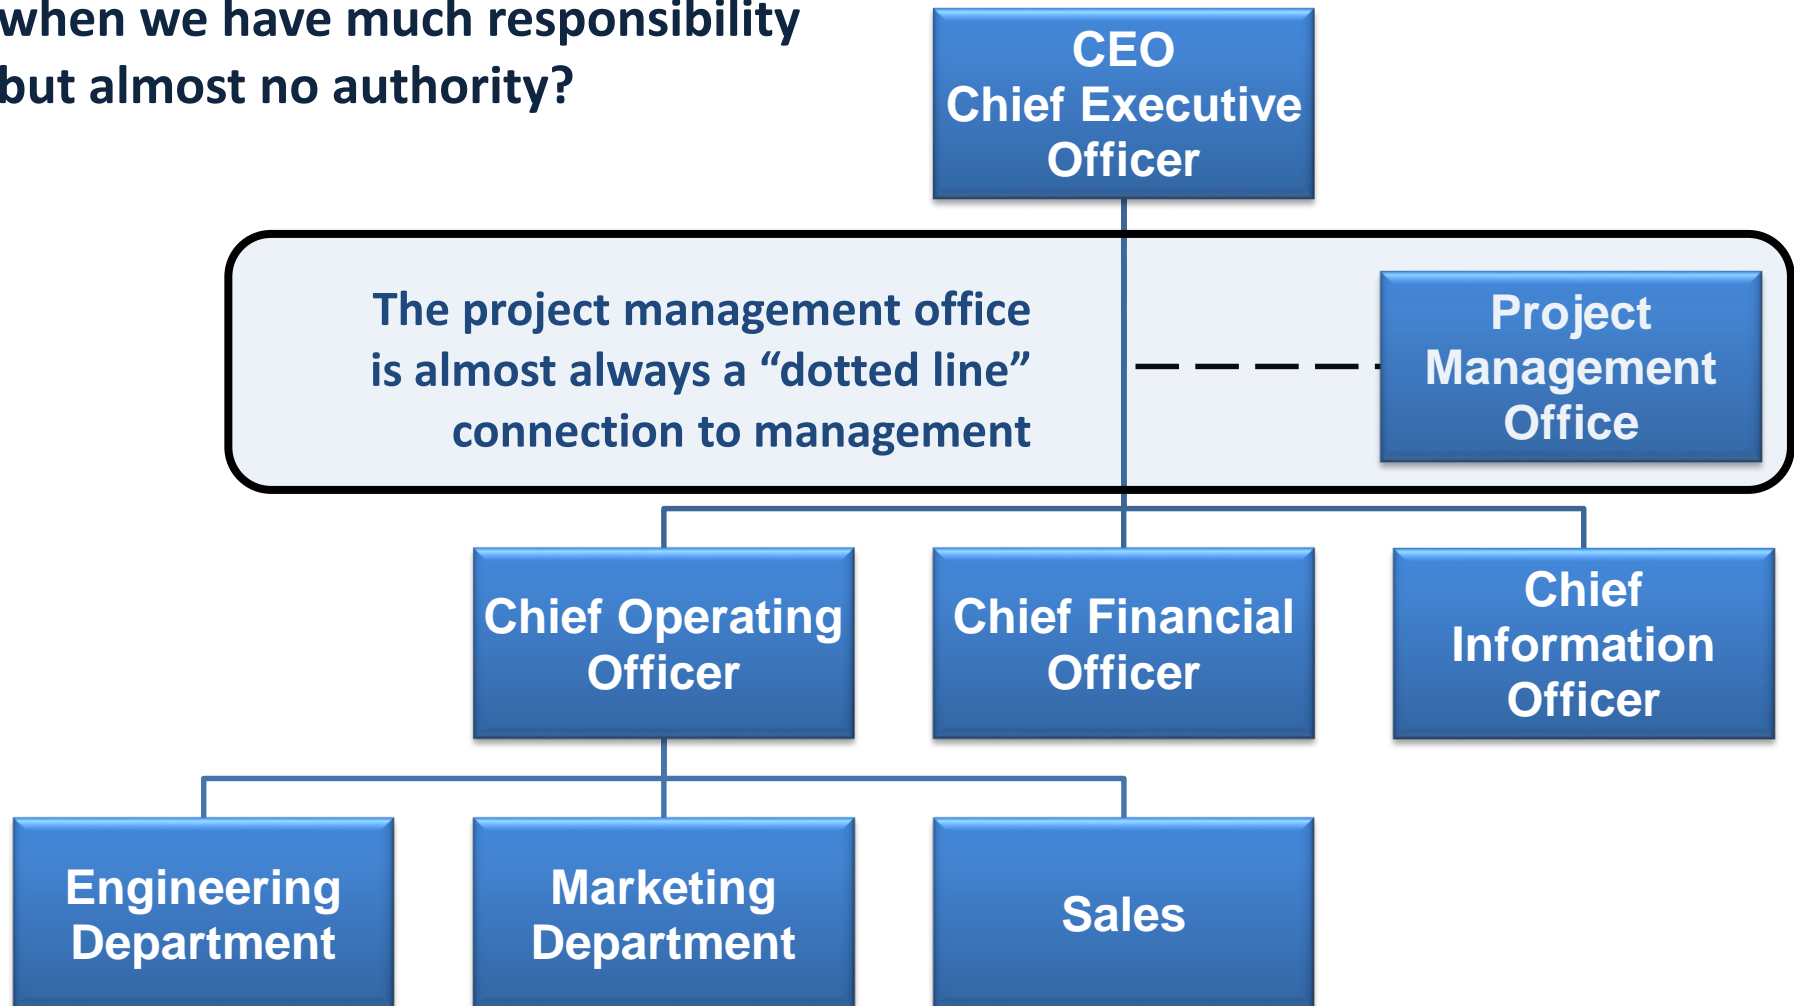 when we have much responsibility
but almost no authority?
CEO
Chief Executive
Officer
The project management office
is almost always a “dotted line”
connection to management
Project
Management
Office
Chief Operating
Officer
Chief Financial
Officer
Chief
Information
Officer
Engineering
Department
Marketing
Department
Sales